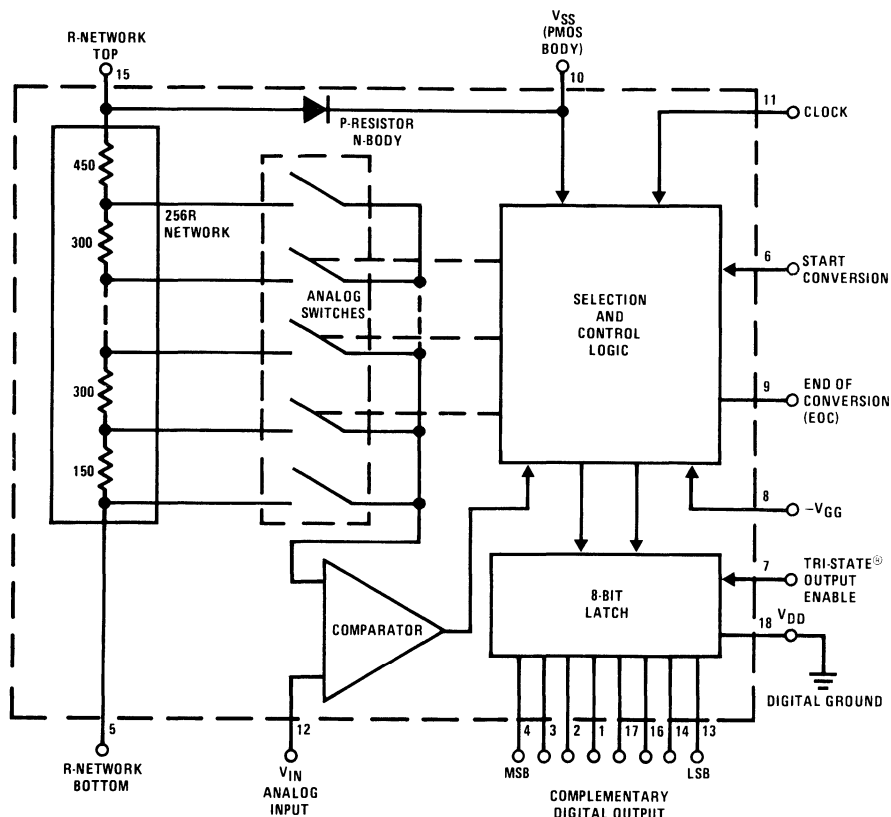 R-NETWORK
TOP
15
VSS
(PMOS
BODY)
10
11
CLOCK
P-RESISTOR
N-BODY
450
256R
NETWORK
300
ANALOG
SWITCHES
300
150
SELECTION
AND
CONTROL
LOGIC
6
START
CONVERSION
9
END OF
CONVERSION
(EOC)
8
–VGG
7
TRI-STATE®
OUTPUT
ENABLE
8-BIT
LATCH
18
VDD
DIGITAL GROUND
COMPARATOR
5
R-NETWORK
BOTTOM
12
VIN
ANALOG
INPUT
4 3 2 1 17 16 14 13
MSB LSB
COMPLEMENTARY
DIGITAL OUTPUT